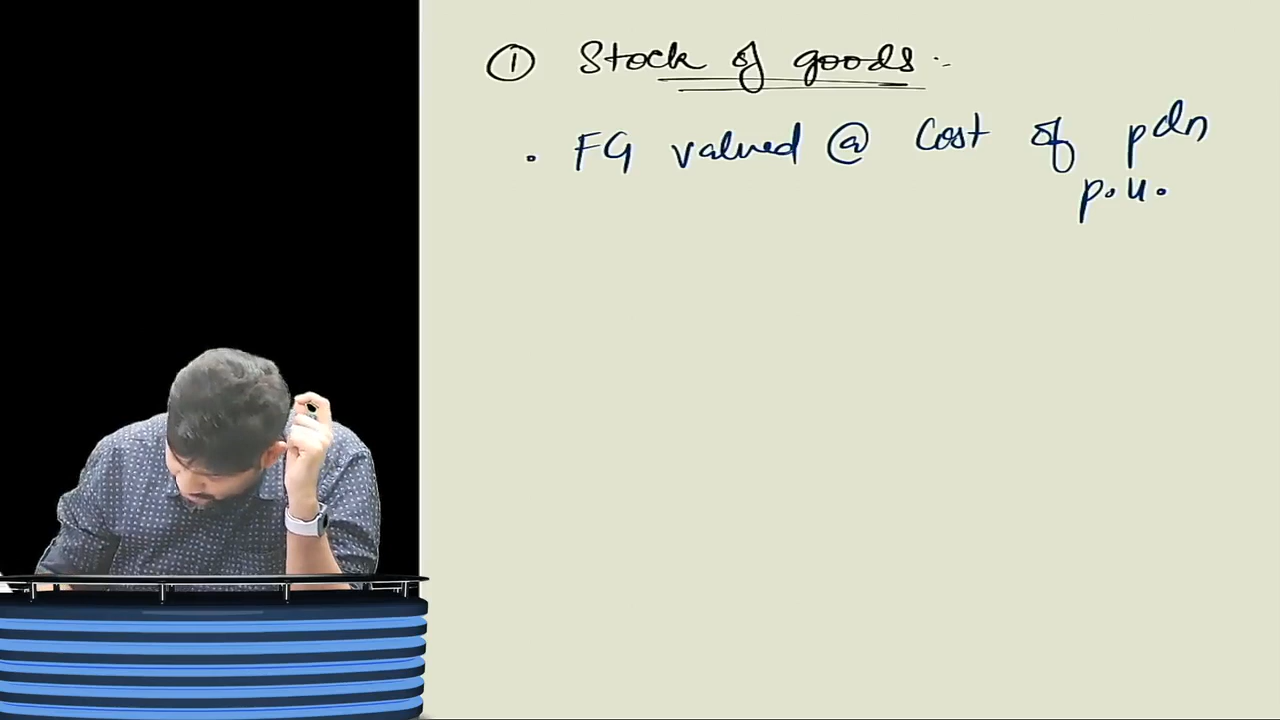 ① Stock of goods :-
• FG valued @ Cost of pdn
p.u.